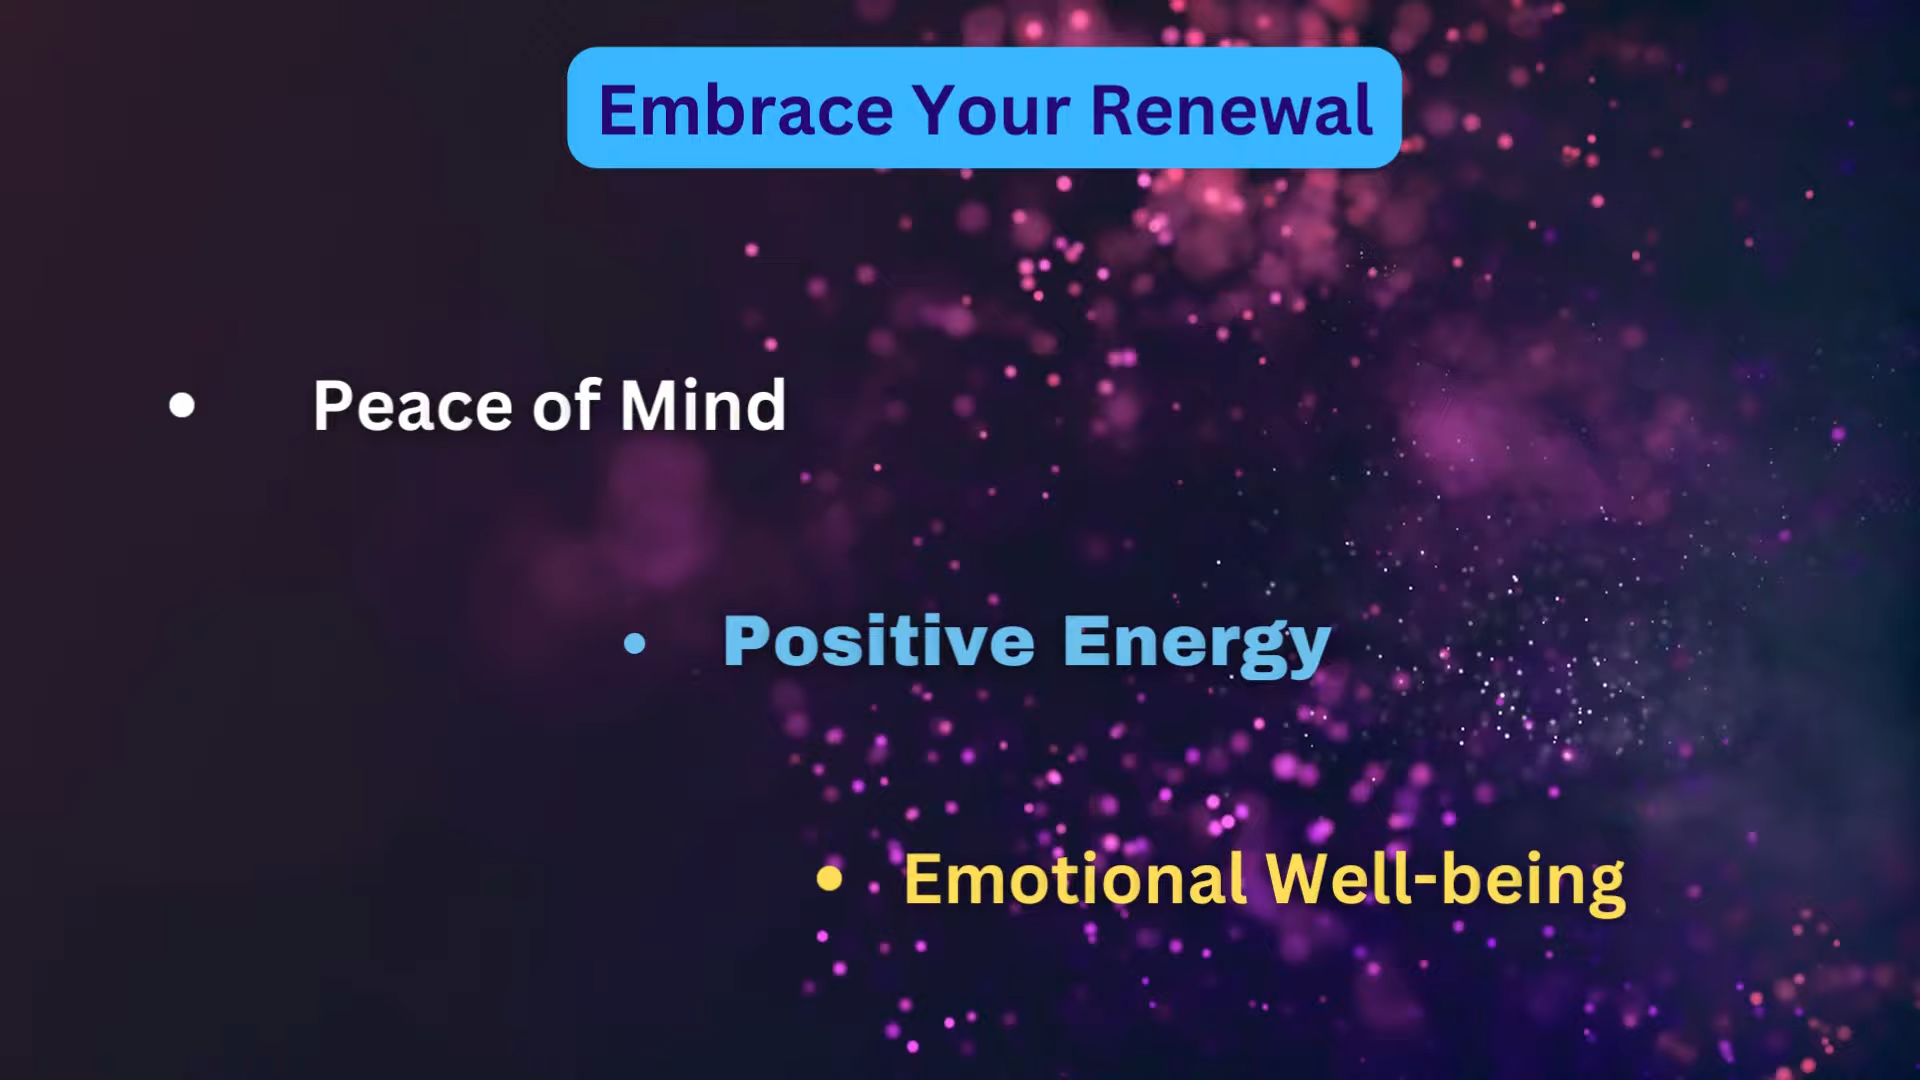 Embrace Your Renewal
• Peace of Mind
• Positive Energy
• Emotional Well-being